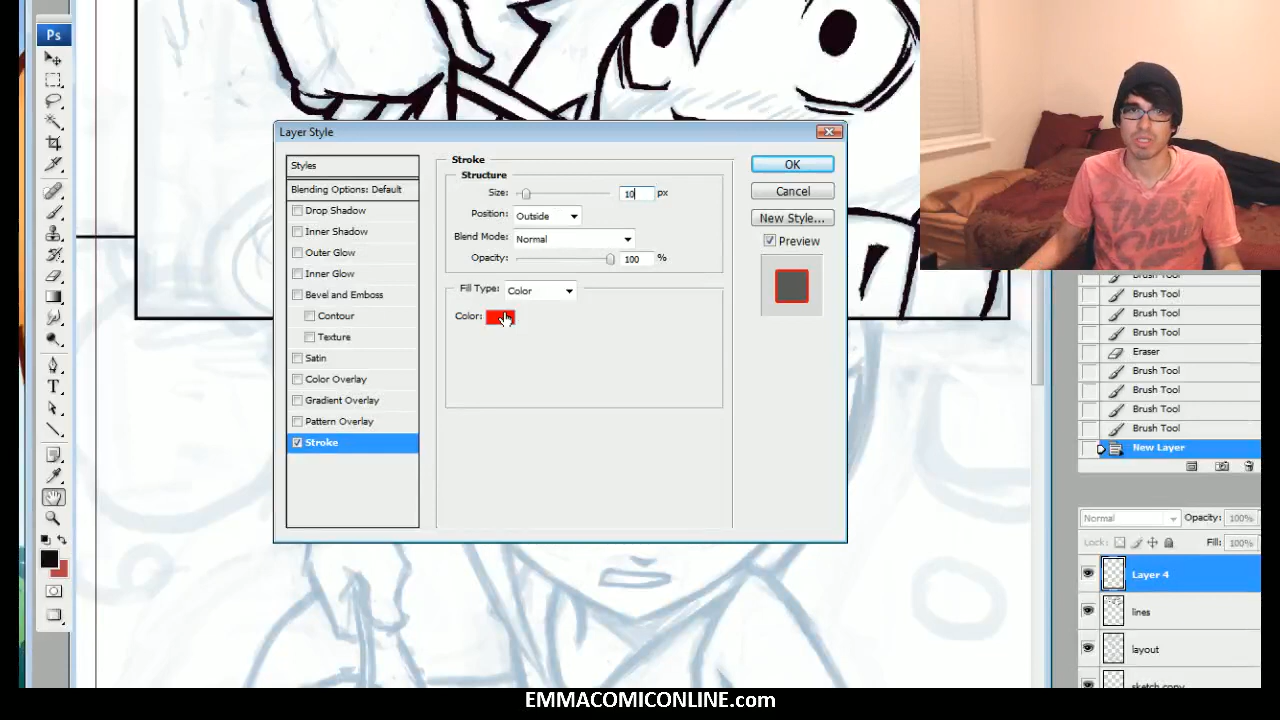 Ps
Layer Style
Styles
Blending Options: Default
Drop Shadow
Inner Shadow
Outer Glow
Inner Glow
Bevel and Emboss
Contour
Texture
Satin
Color Overlay
Gradient Overlay
Pattern Overlay
Stroke
Stroke
Structure
Size: 10 px
Position: Outside
Blend Mode: Normal
Opacity: 100 %
Fill Type: Color
Color:
OK
Cancel
New Style...
Preview
Brush Tool
Brush Tool
Brush Tool
Eraser
Brush Tool
Brush Tool
Brush Tool
Brush Tool
New Layer
Normal Opacity: 100%
Lock: Fill: 100%
Layer 4
lines
layout
sketch copy
T
EMMACOMICONLINE.com